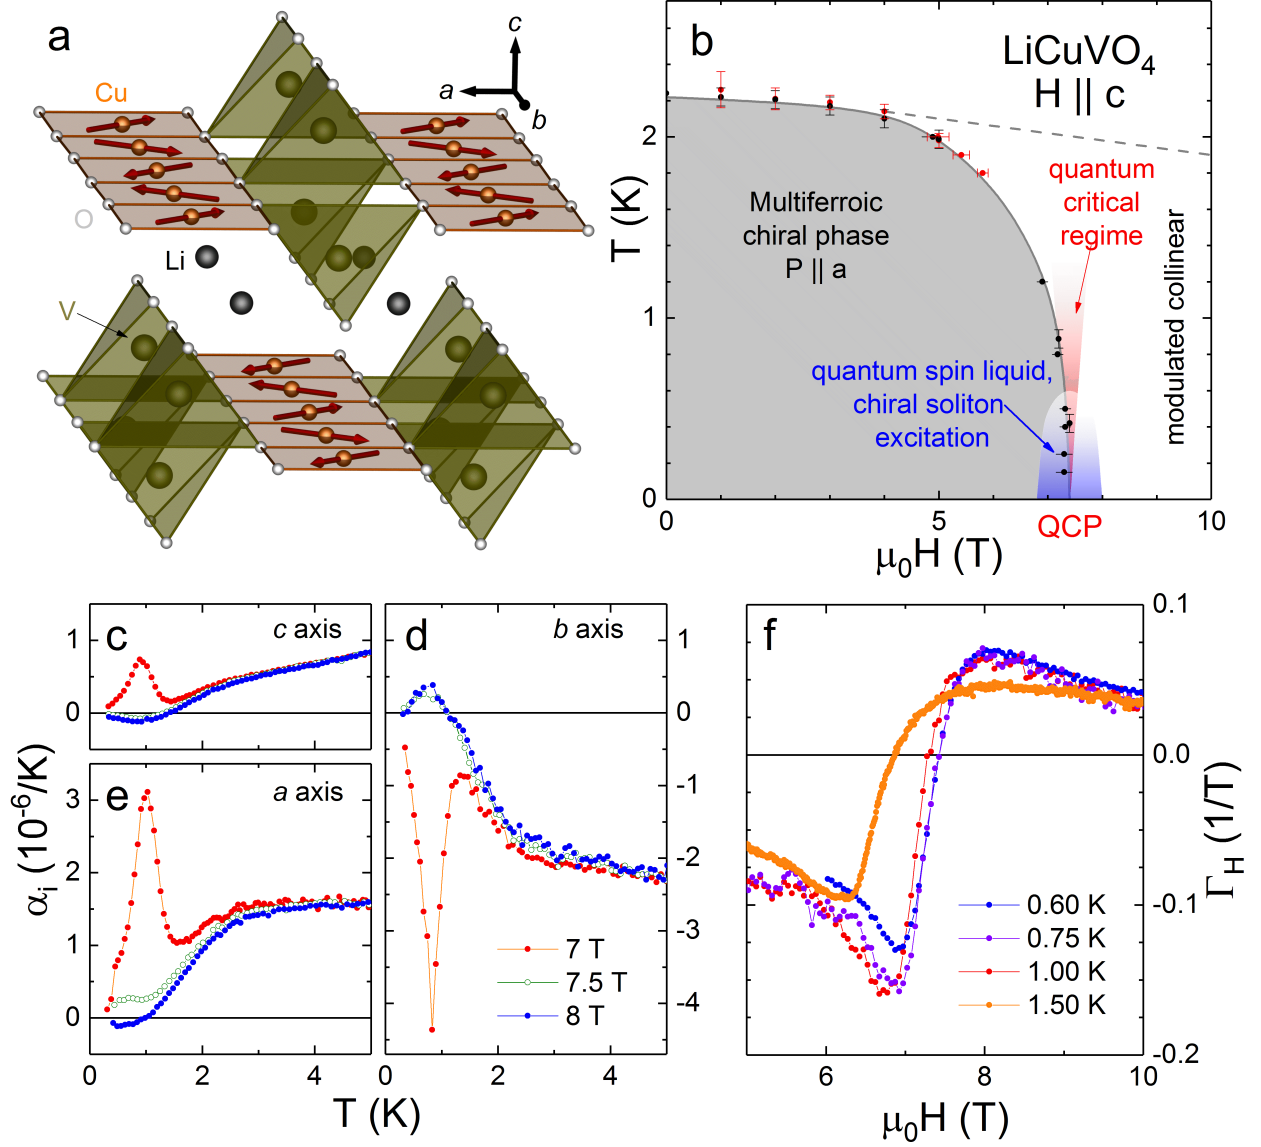 a
c
a
b
Cu
O
Li
V
b
LiCuVO4
H || c
Multiferroic
chiral phase
P || a
quantum
critical
regime
quantum spin liquid,
chiral soliton
excitation
modulated collinear
QCP
T (K)
2
1
0
0
5
10
μ0H (T)
c
c axis
1
0
e
a axis
3
2
1
0
0
2
4
αi (10-6/K)
d
b axis
1
0
-1
-2
-3
-4
7 T
7.5 T
8 T
0
2
4
T (K)
f
0.1
0.0
-0.1
-0.2
ΓH (1/T)
0.60 K
0.75 K
1.00 K
1.50 K
6
8
10
μ0H (T)